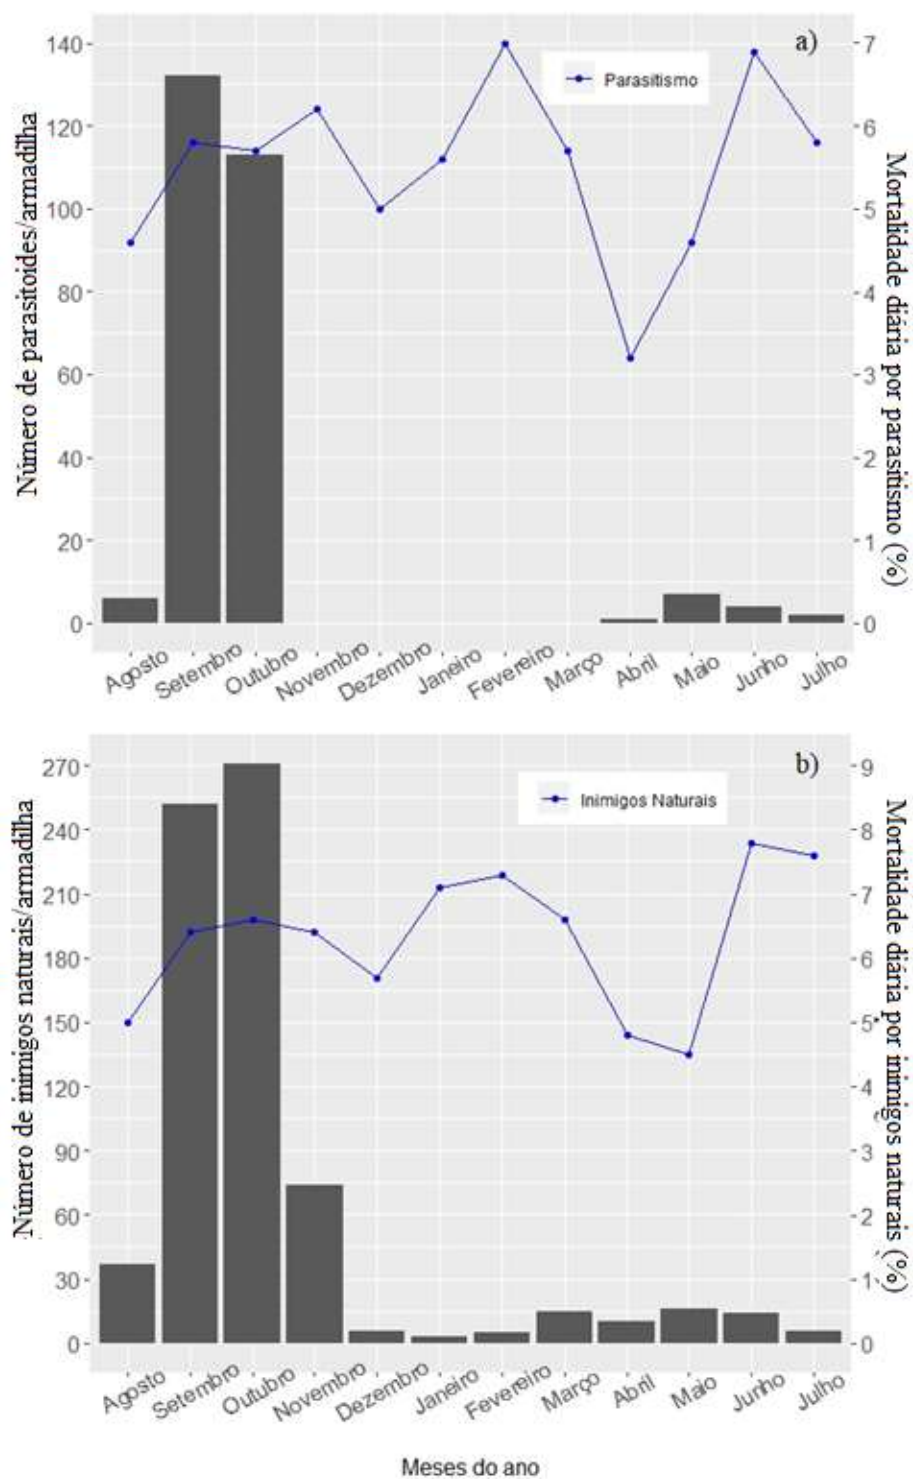 a)
Parasitismo
Número de parasitoides/armadilha
140
120
100
80
60
40
20
0
7
6
5
4
3
2
1
0
Mortalidade diária por parasitismo (%)
Agosto
Setembro
Outubro
Novembro
Dezembro
Janeiro
Fevereiro
Março
Abril
Maio
Junho
Julho
b)
Inimigos Naturais
Número de inimigos naturais/armadilha
270
240
210
180
150
120
90
60
30
0
9
8
7
6
5
4
3
2
1
0
Mortalidade diária por inimigos naturais (%)
Agosto
Setembro
Outubro
Novembro
Dezembro
Janeiro
Fevereiro
Março
Abril
Maio
Junho
Julho
Meses do ano